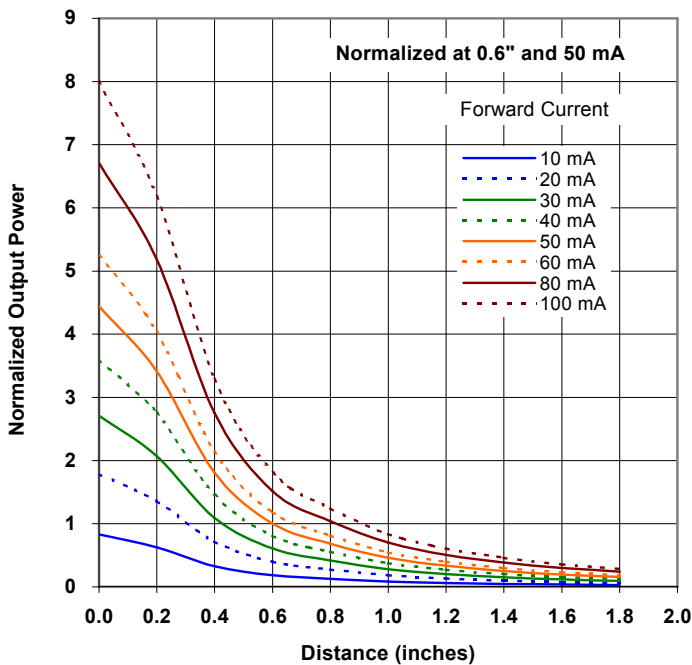 Normalized at 0.6" and 50 mA
Forward Current
10 mA
20 mA
30 mA
40 mA
50 mA
60 mA
80 mA
100 mA
Normalized Output Power
9
8
7
6
5
4
3
2
1
0
0.0 0.2 0.4 0.6 0.8 1.0 1.2 1.4 1.6 1.8 2.0
Distance (inches)